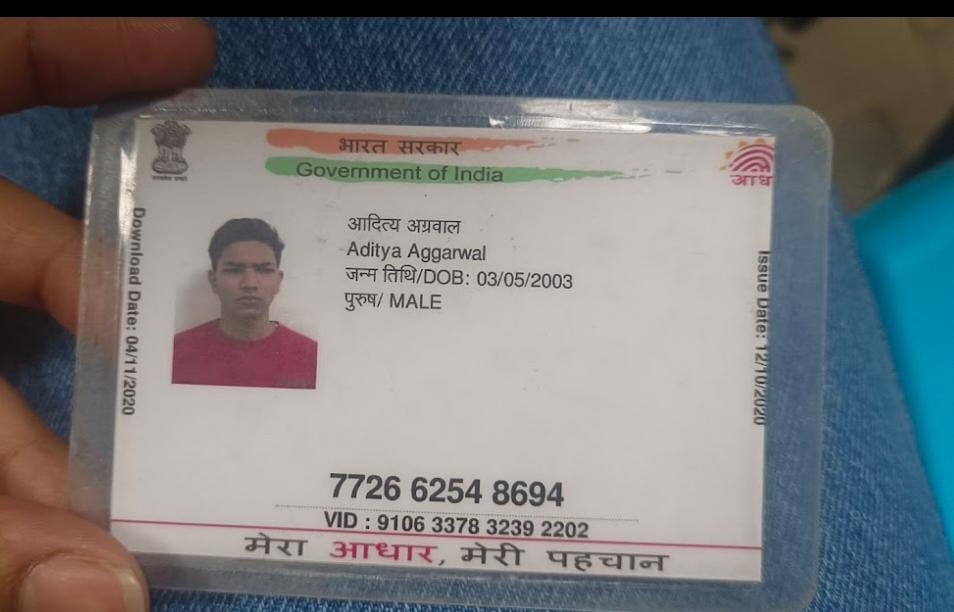 भारत सरकार
Government of India
आध
Download Date: 04/11/2020
आदित्य अग्रवाल
Aditya Aggarwal
जन्म तिथि/DOB: 03/05/2003
पुरुष/ MALE
Issue Date: 12/10/2020
7726 6254 8694
VID : 9106 3378 3239 2202
मेरा आधार, मेरी पहचान